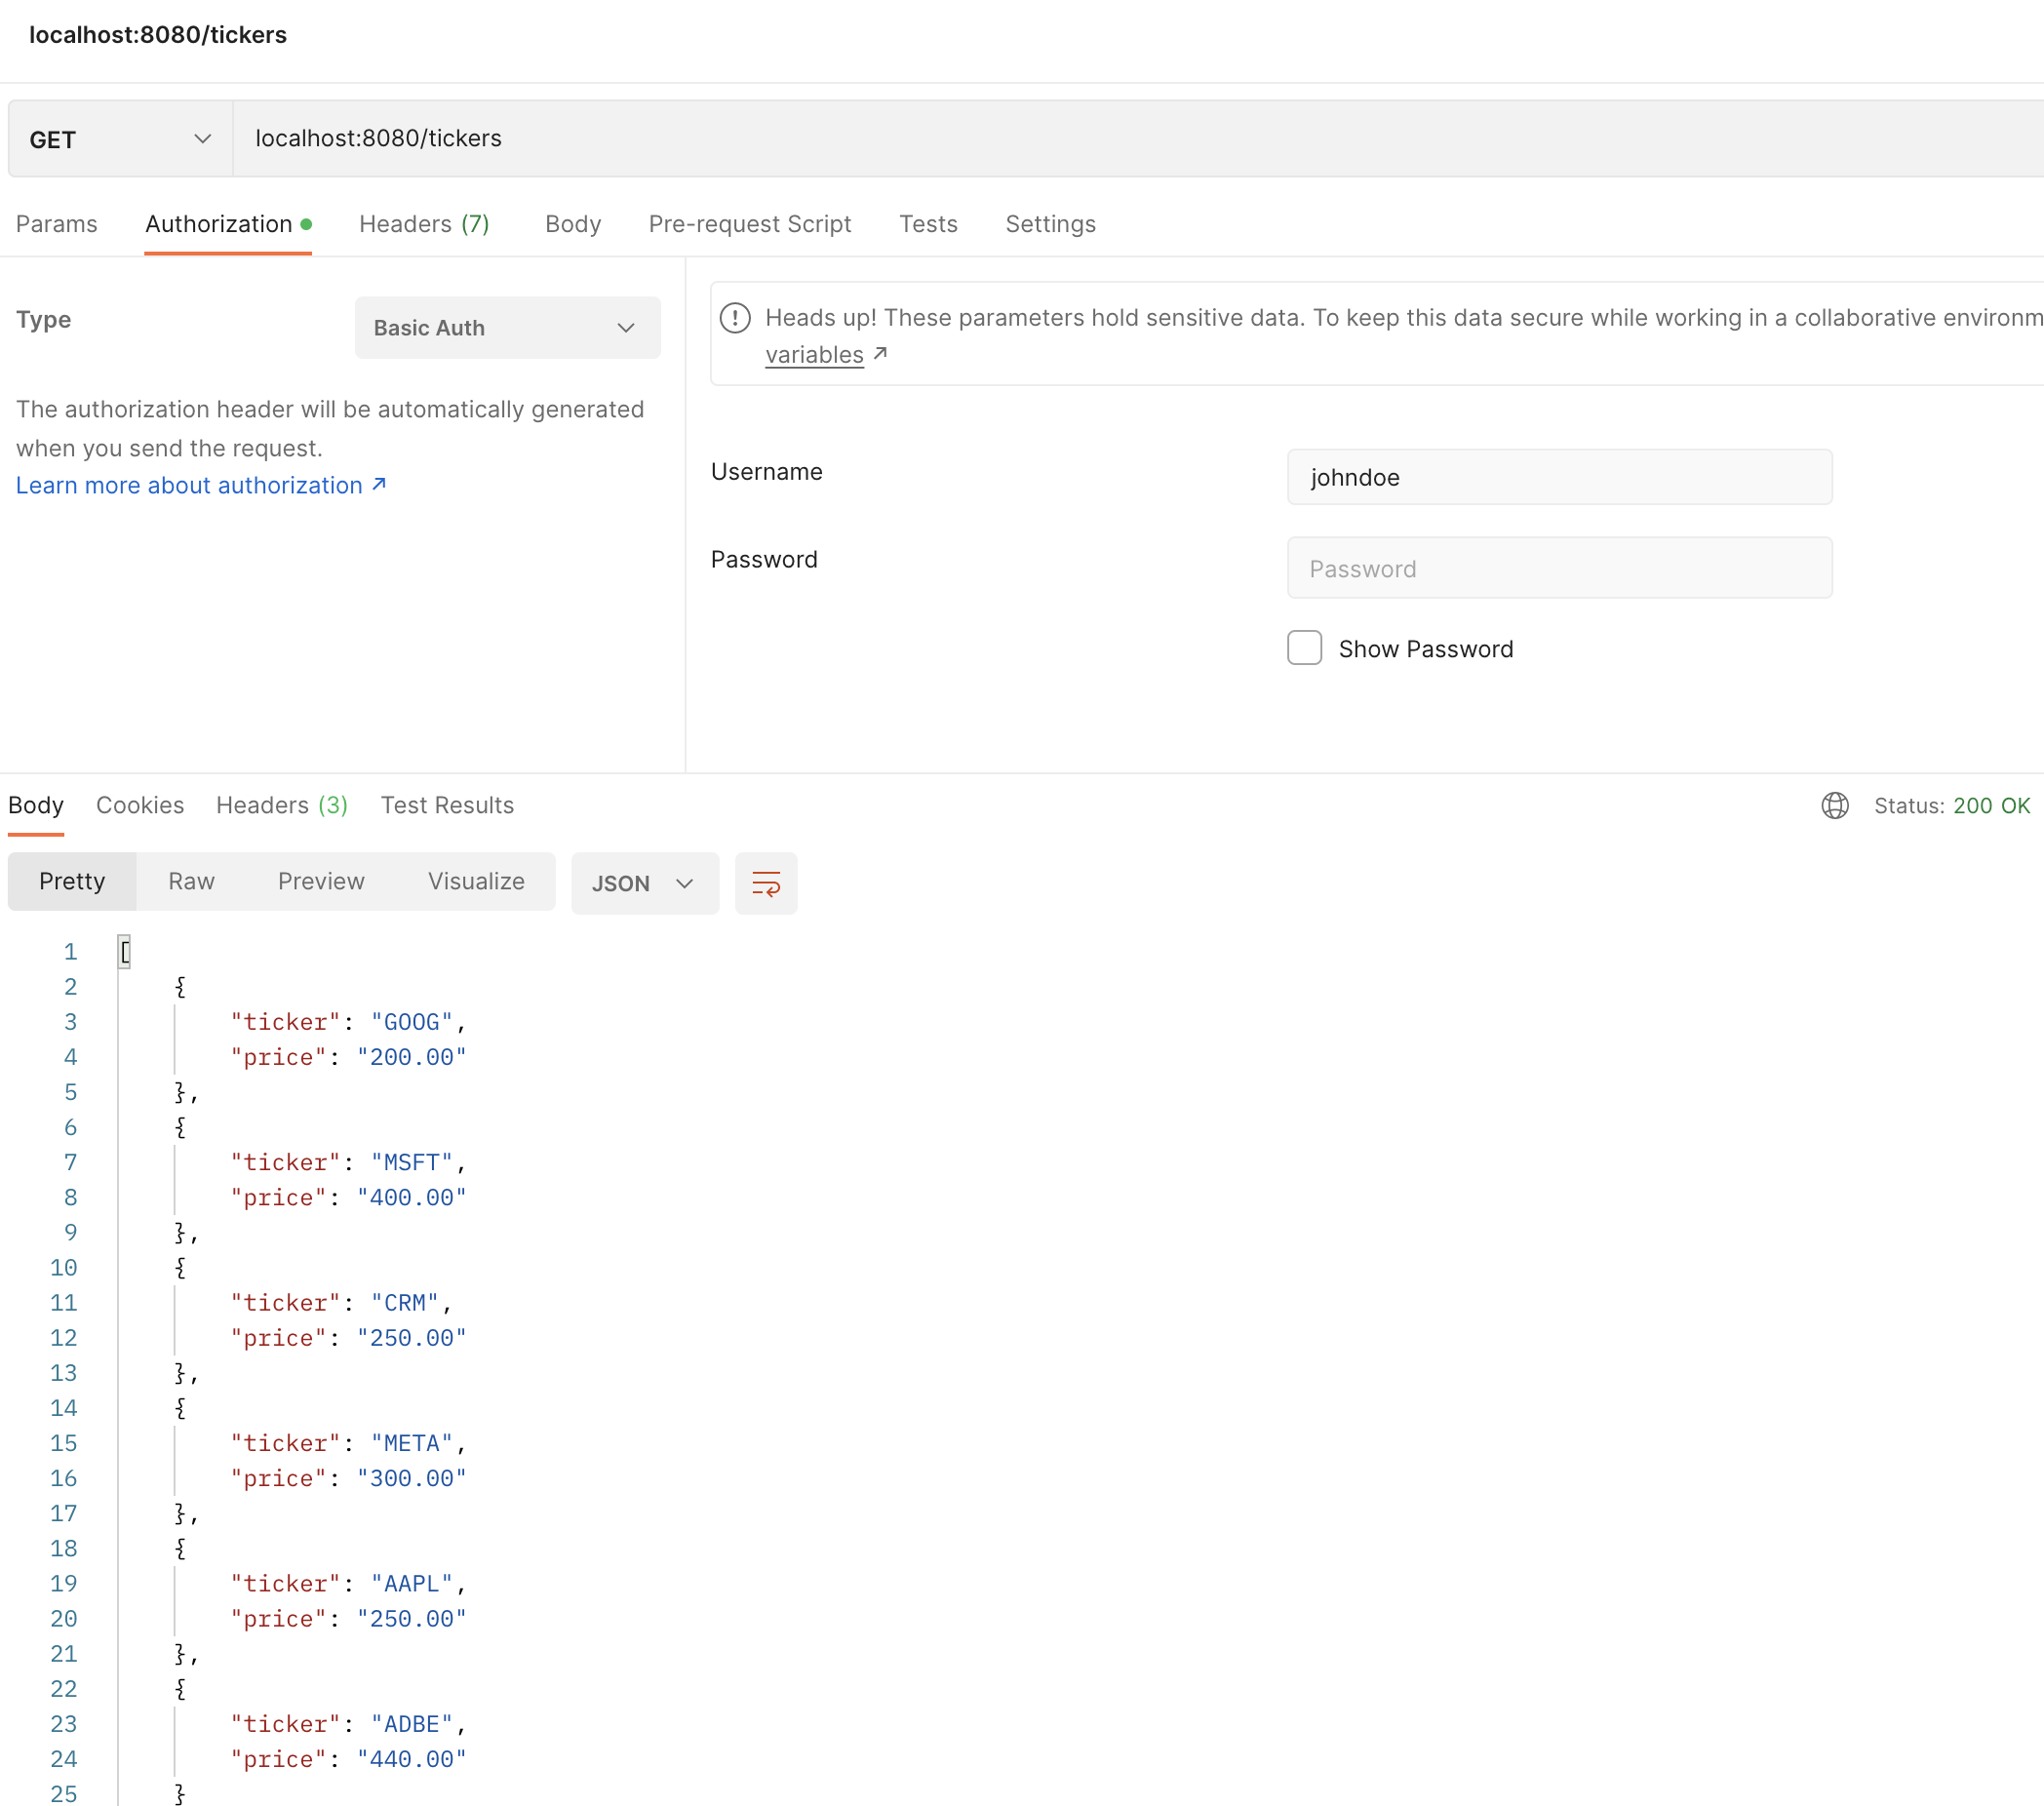 localhost:8080/tickers
GET localhost:8080/tickers
Params Authorization Headers (7) Body Pre-request Script Tests Settings
Type Basic Auth
The authorization header will be automatically generated
when you send the request.
Learn more about authorization ↗
Heads up! These parameters hold sensitive data. To keep this data secure while working in a collaborative environm
variables ↗
Username johndoe
Password Password
Show Password
Body Cookies Headers (3) Test Results Status: 200 OK
Pretty Raw Preview Visualize JSON
1 [
2 {
3 "ticker": "GOOG",
4 "price": "200.00"
5 },
6 {
7 "ticker": "MSFT",
8 "price": "400.00"
9 },
10 {
11 "ticker": "CRM",
12 "price": "250.00"
13 },
14 {
15 "ticker": "META",
16 "price": "300.00"
17 },
18 {
19 "ticker": "AAPL",
20 "price": "250.00"
21 },
22 {
23 "ticker": "ADBE",
24 "price": "440.00"
25 }